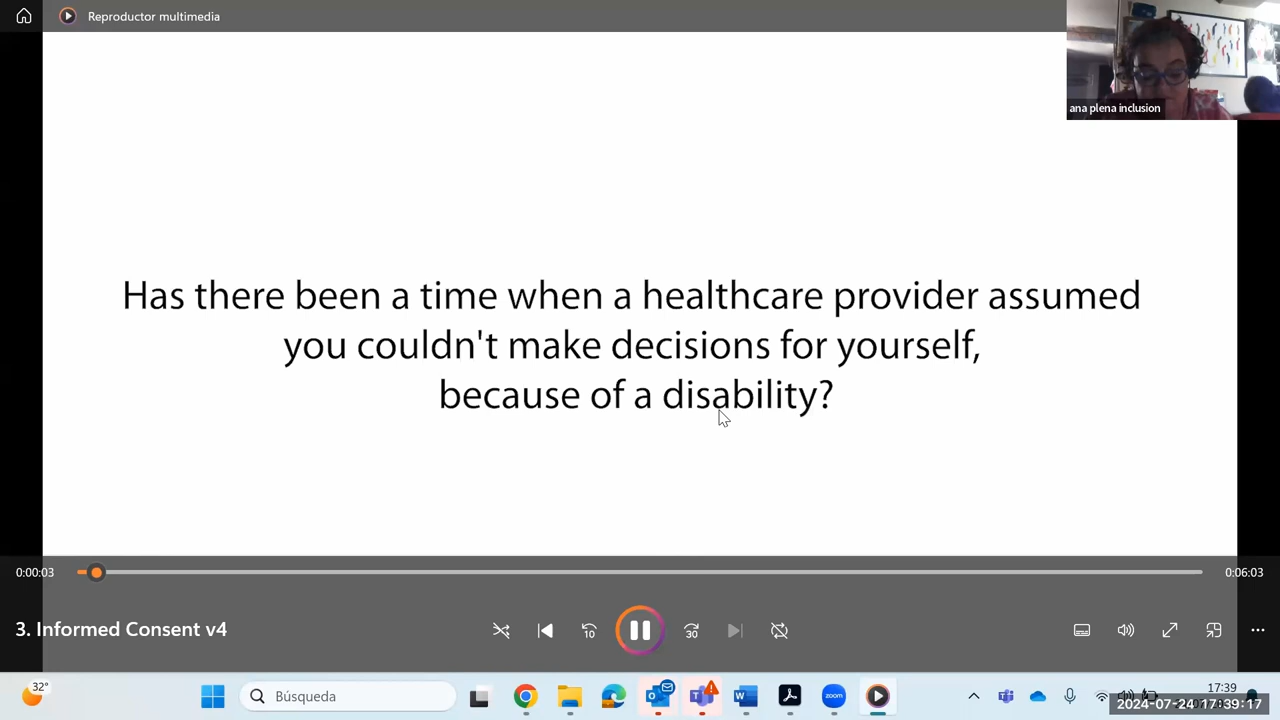 Reproductor multimedia
ana plena inclusion
Has there been a time when a healthcare provider assumed
you couldn't make decisions for yourself,
because of a disability?
0:00:03
0:06:03
3. Informed Consent v4
10
30
32°
Búsqueda
zoom
17:39
2024-07-24 17:39:17